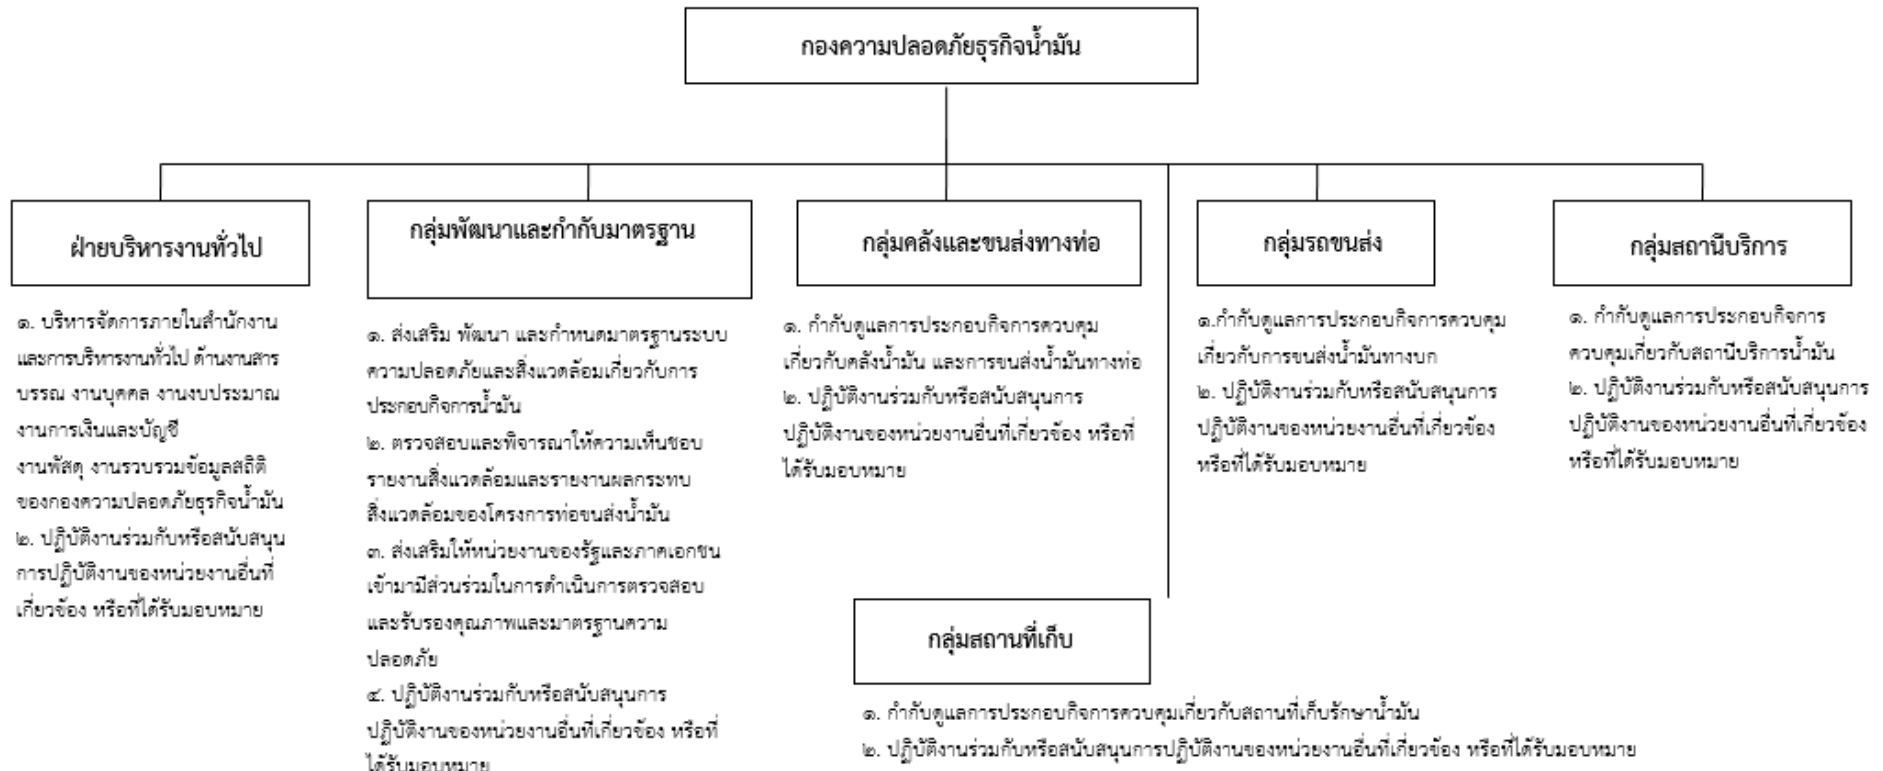 กองความปลอดภัยธุรกิจน้ำมัน
ฝ่ายบริหารงานทั่วไป
๑. บริหารจัดการภายในสำนักงาน
และการบริหารงานทั่วไป ด้านงานสาร
บรรณ งานบุคคล งานงบประมาณ
งานการเงินและบัญชี
งานพัสดุ งานรวบรวมข้อมูลสถิติ
ของกองความปลอดภัยธุรกิจน้ำมัน
๒. ปฏิบัติงานร่วมกับหรือสนับสนุน
การปฏิบัติงานของหน่วยงานอื่นที่
เกี่ยวข้อง หรือที่ได้รับมอบหมาย
กลุ่มพัฒนาและกำกับมาตรฐาน
๑. ส่งเสริม พัฒนา และกำหนดมาตรฐานระบบ
ความปลอดภัยและสิ่งแวดล้อมเกี่ยวกับการ
ประกอบกิจการน้ำมัน
๒. ตรวจสอบและพิจารณาให้ความเห็นชอบ
รายงานสิ่งแวดล้อมและรายงานผลกระทบ
สิ่งแวดล้อมของโครงการท่อขนส่งน้ำมัน
๓. ส่งเสริมให้หน่วยงานของรัฐและภาคเอกชน
เข้ามามีส่วนร่วมในการดำเนินการตรวจสอบ
และรับรองคุณภาพและมาตรฐานความ
ปลอดภัย
๔. ปฏิบัติงานร่วมกับหรือสนับสนุนการ
ปฏิบัติงานของหน่วยงานอื่นที่เกี่ยวข้อง หรือที่
ได้รับมอบหมาย
กลุ่มคลังและขนส่งทางท่อ
๑. กำกับดูแลการประกอบกิจการควบคุม
เกี่ยวกับคลังน้ำมัน และการขนส่งน้ำมันทางท่อ
๒. ปฏิบัติงานร่วมกับหรือสนับสนุนการ
ปฏิบัติงานของหน่วยงานอื่นที่เกี่ยวข้อง หรือที่
ได้รับมอบหมาย
กลุ่มรถขนส่ง
๑.กำกับดูแลการประกอบกิจการควบคุม
เกี่ยวกับการขนส่งน้ำมันทางบก
๒. ปฏิบัติงานร่วมกับหรือสนับสนุนการ
ปฏิบัติงานของหน่วยงานอื่นที่เกี่ยวข้อง
หรือที่ได้รับมอบหมาย
กลุ่มสถานีบริการ
๑. กำกับดูแลการประกอบกิจการ
ควบคุมเกี่ยวกับสถานีบริการน้ำมัน
๒. ปฏิบัติงานร่วมกับหรือสนับสนุนการ
ปฏิบัติงานของหน่วยงานอื่นที่เกี่ยวข้อง
หรือที่ได้รับมอบหมาย
กลุ่มสถานที่เก็บ
๑. กำกับดูแลการประกอบกิจการควบคุมเกี่ยวกับสถานที่เก็บรักษาน้ำมัน
๒. ปฏิบัติงานร่วมกับหรือสนับสนุนการปฏิบัติงานของหน่วยงานอื่นที่เกี่ยวข้อง หรือที่ได้รับมอบหมาย